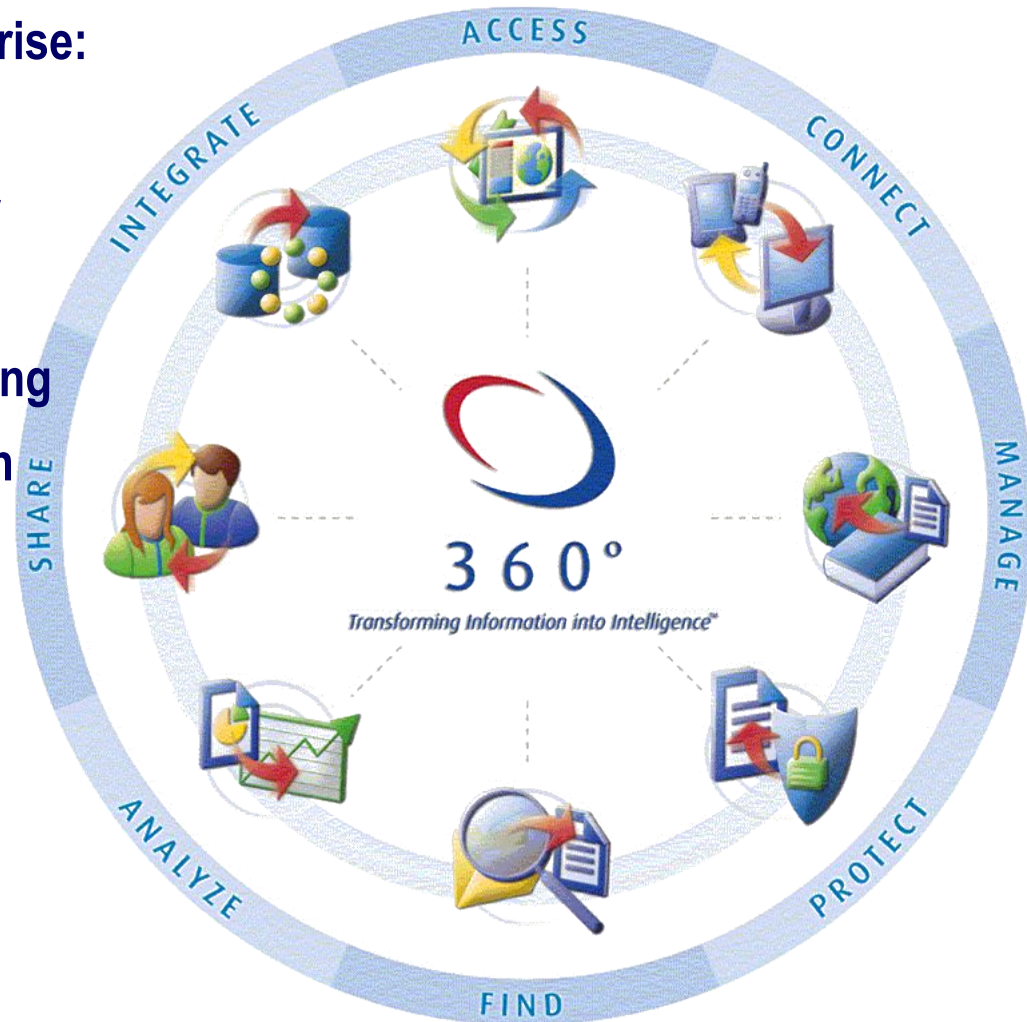 rise:
ng
n
ACCESS
CONNECT
MANAGE
PROTECT
FIND
ANALYZE
SHARE
INTEGRATE
360°
Transforming Information into Intelligence™